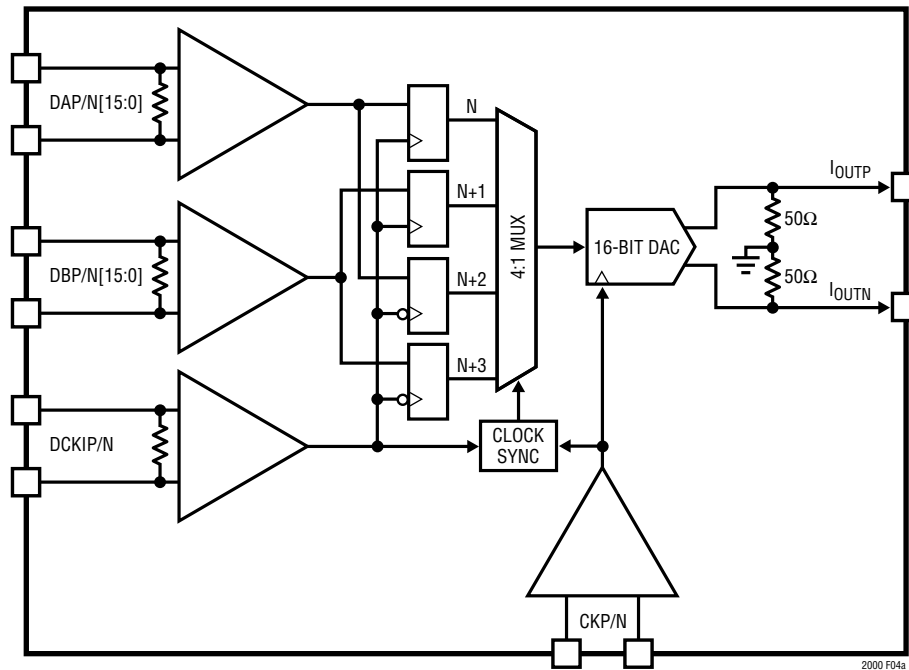 DAP/N[15:0]
DBP/N[15:0]
DCKIP/N
N
N+1
N+2
N+3
4:1 MUX
CLOCK
SYNC
16-BIT DAC
CKP/N
IOUTP
50Ω
50Ω
IOUTN
2000 F04a